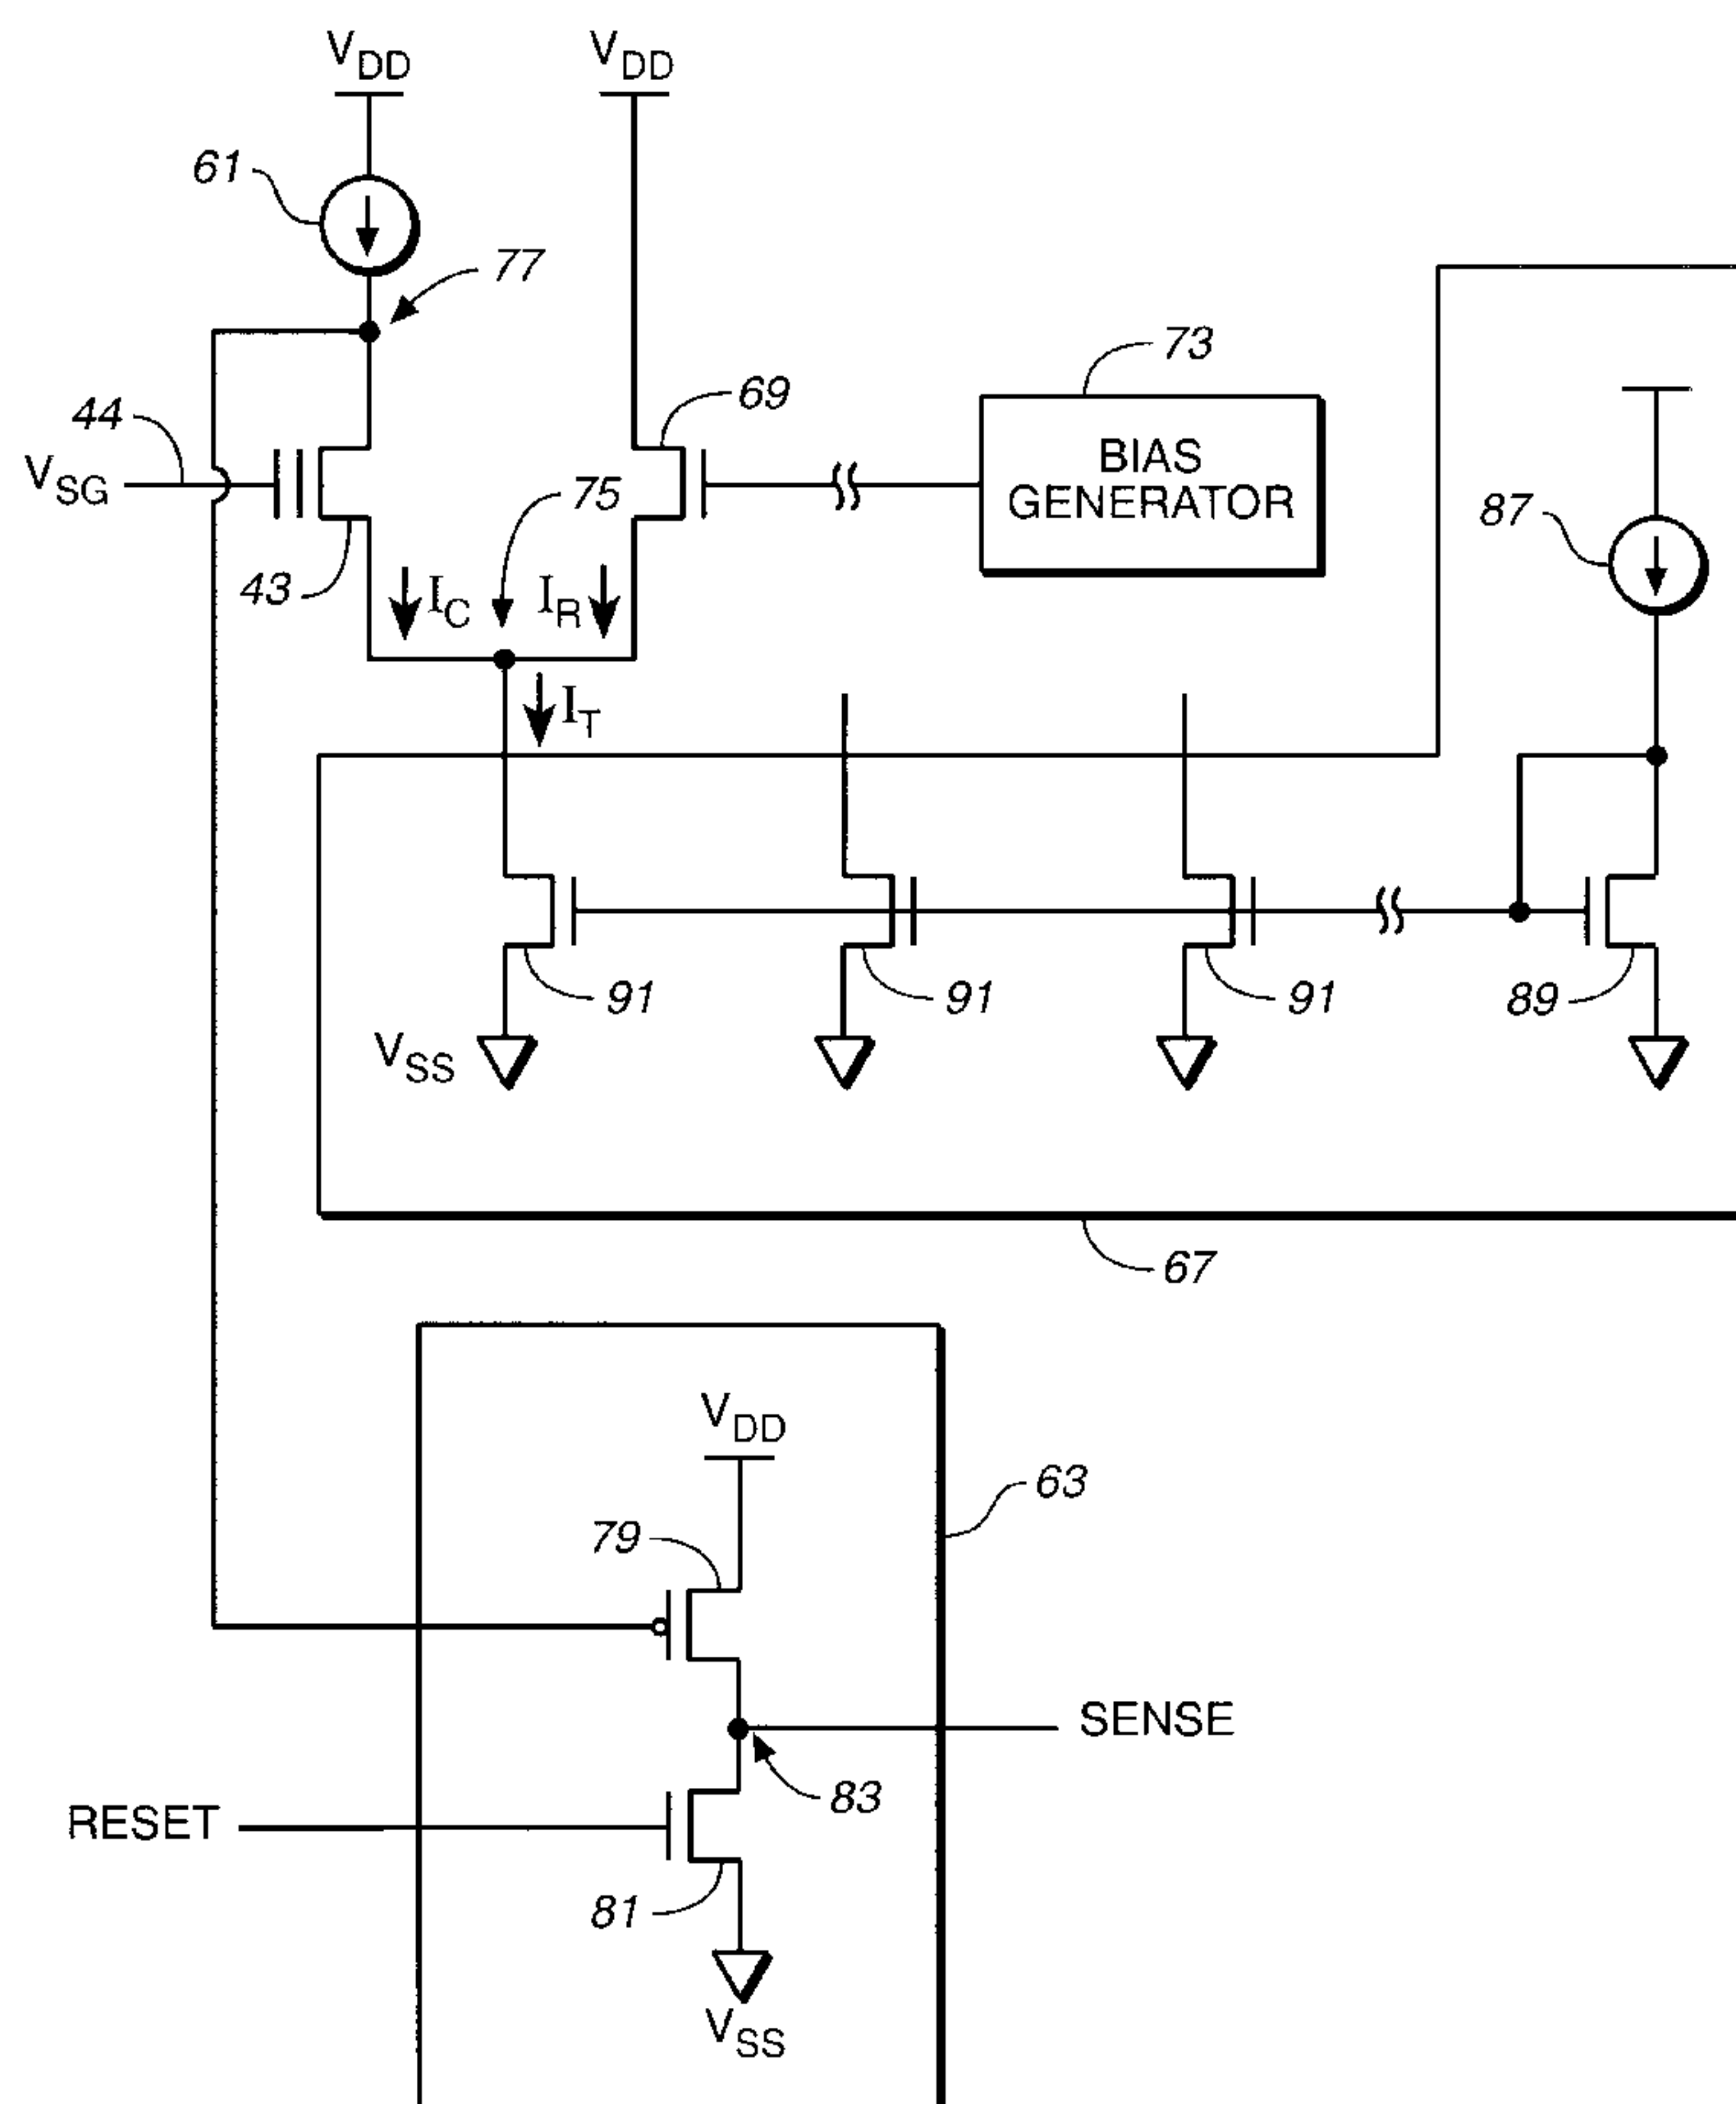 VDD
VDD
61
77
73
44
69
VSG
75
BIAS
GENERATOR
87
43
IC
IR
IT
91
91
91
89
VSS
67
VDD
63
79
SENSE
83
RESET
81
VSS